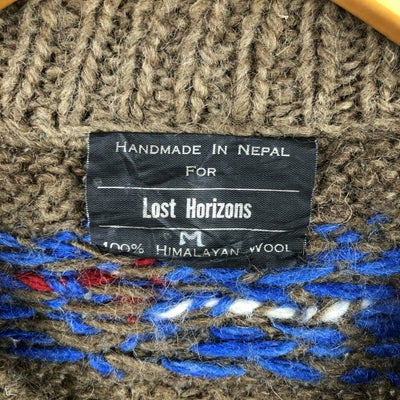 HANDMADE IN NEPAL
FOR
Lost Horizons
M
100% HIMALAYAN WOOL